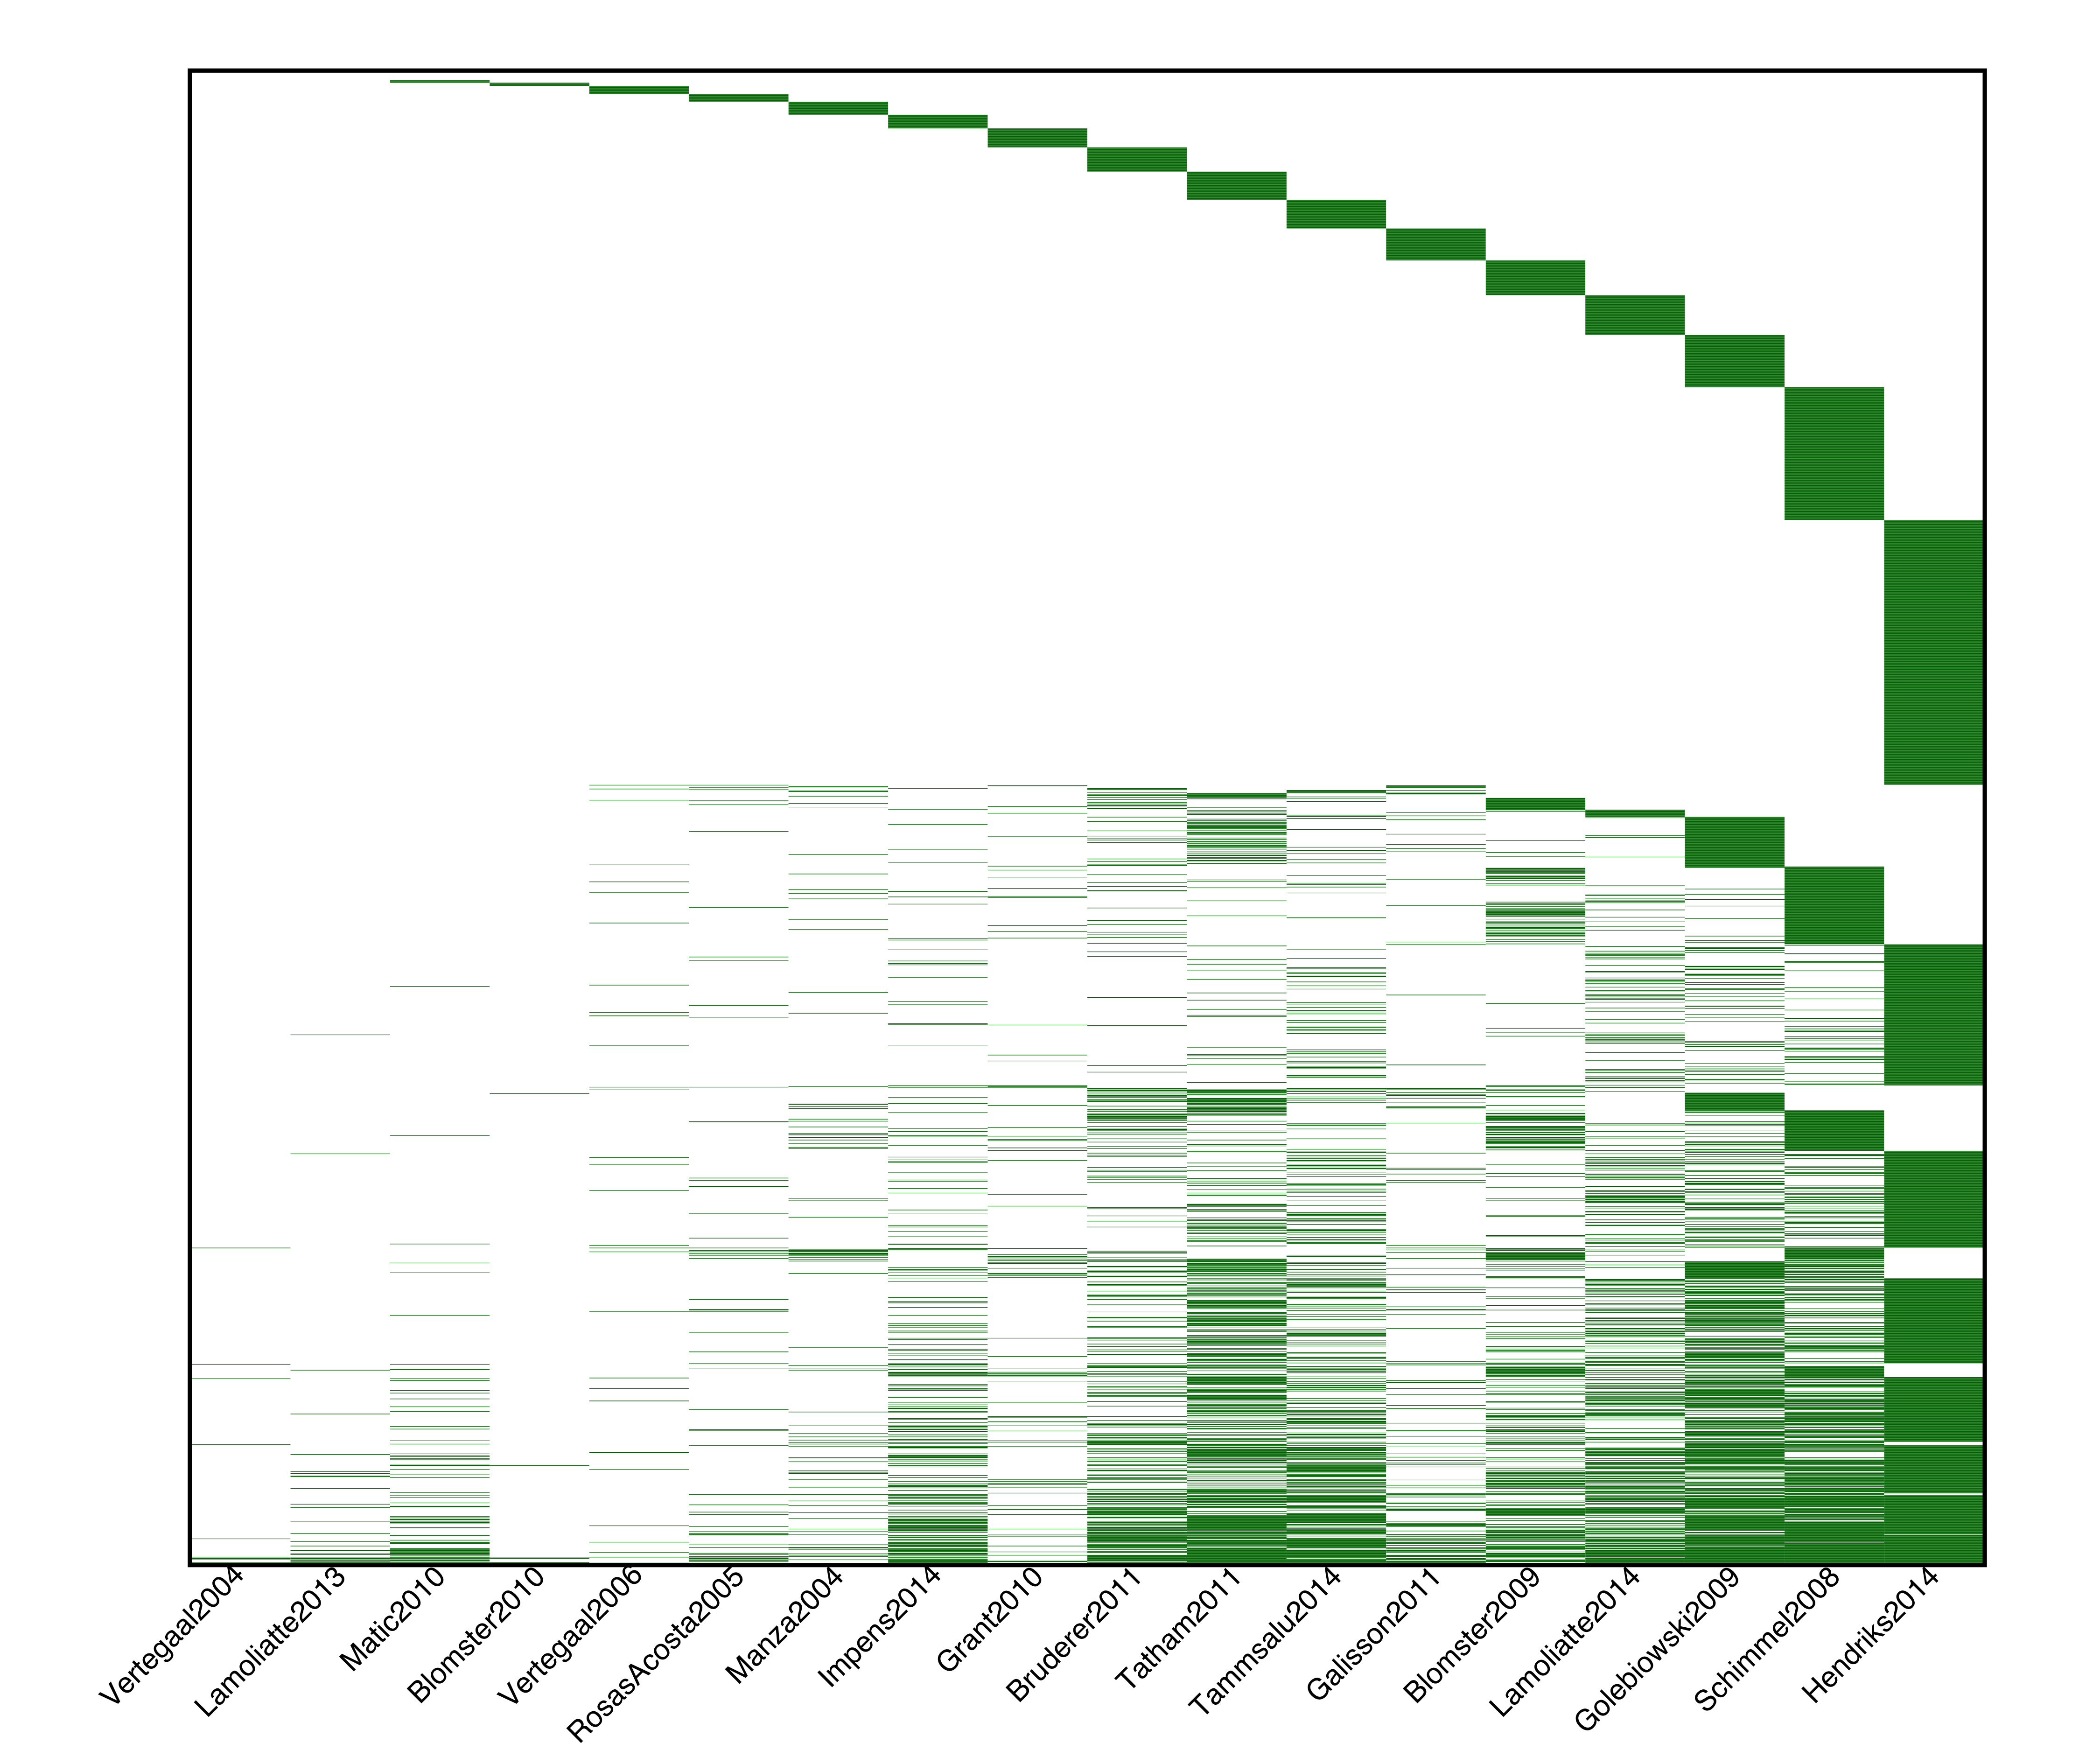 Vertegaal2004
Lamoliatte2013
Matic2010
Blomster2010
Vertegaal2006
RosasAcosta2005
Manza2004
Impens2014
Grant2010
Bruderer2011
Tatham2011
Tammsalu2014
Galisson2011
Blomster2009
Lamoliatte2014
Golebiowski2009
Schimmel2008
Hendriks2014